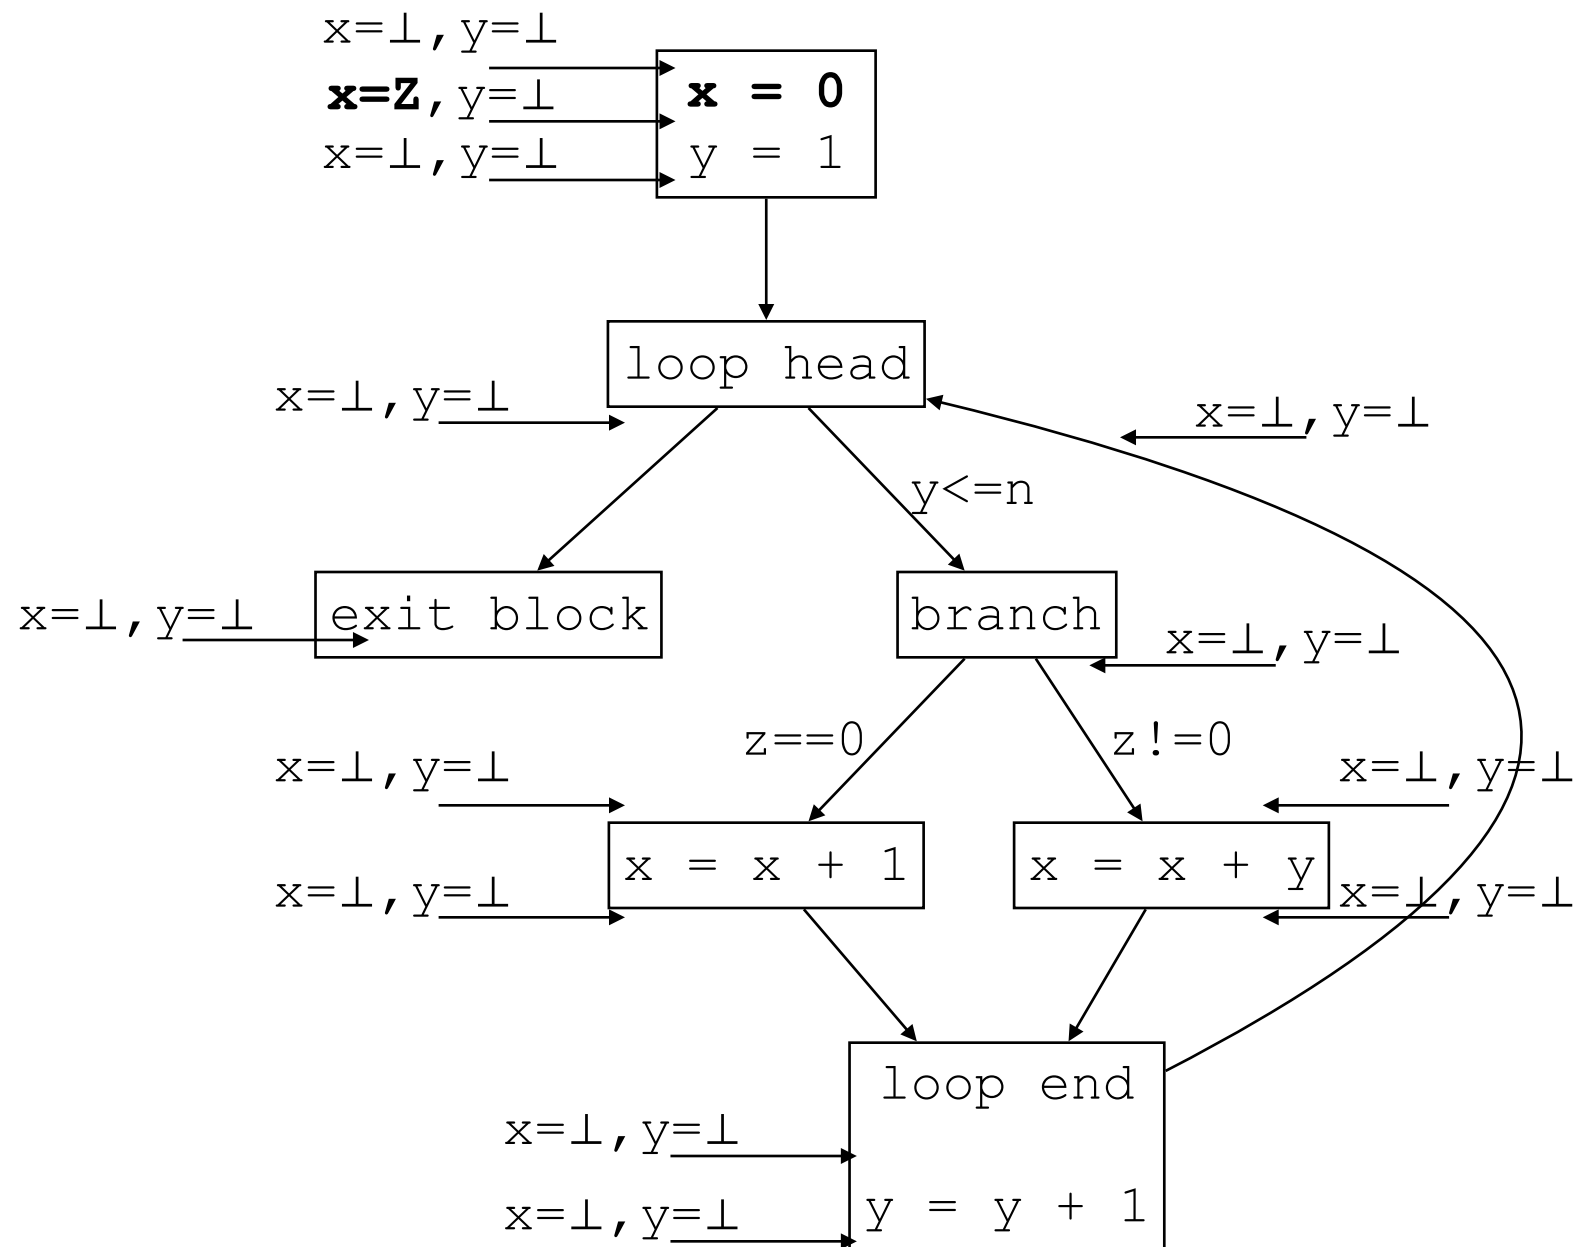 x=⊥,y=⊥
x=Z,y=⊥
x = 0
x=⊥,y=⊥
y = 1
loop head
x=⊥,y=⊥
x=⊥,y=⊥
y<=n
exit block
x=⊥,y=⊥
branch
x=⊥,y=⊥
z==0
z!=0
x=⊥,y=⊥
x=⊥,y=⊥
x = x + 1
x = x + y
x=⊥,y=⊥
x=⊥,y=⊥
loop end
x=⊥,y=⊥
y = y + 1
x=⊥,y=⊥